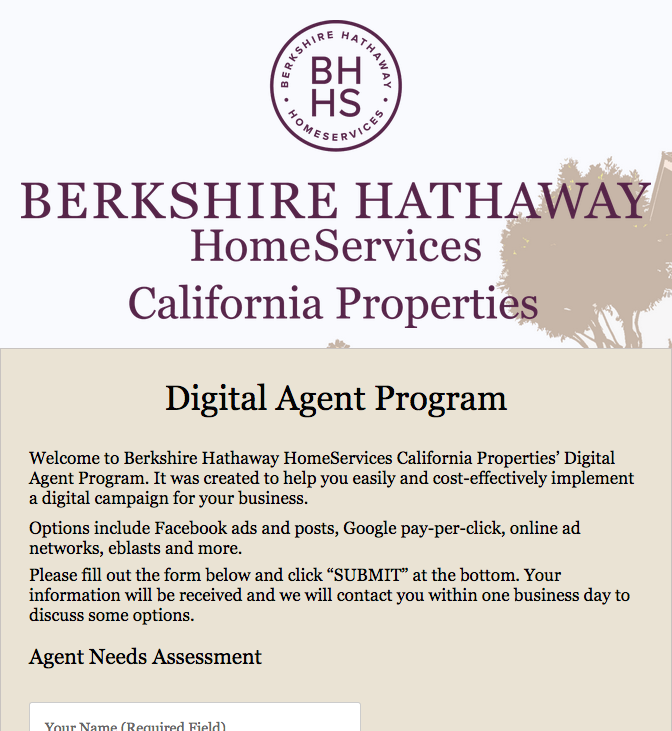 BERKSHIRE HATHAWAY
BH
HS
HOMESERVICES
BERKSHIRE HATHAWAY
HomeServices
California Properties
Digital Agent Program
Welcome to Berkshire Hathaway HomeServices California Properties’ Digital
Agent Program. It was created to help you easily and cost-effectively implement
a digital campaign for your business.
Options include Facebook ads and posts, Google pay-per-click, online ad
networks, eblasts and more.
Please fill out the form below and click “SUBMIT” at the bottom. Your
information will be received and we will contact you within one business day to
discuss some options.
Agent Needs Assessment
Your Name (Required Field)